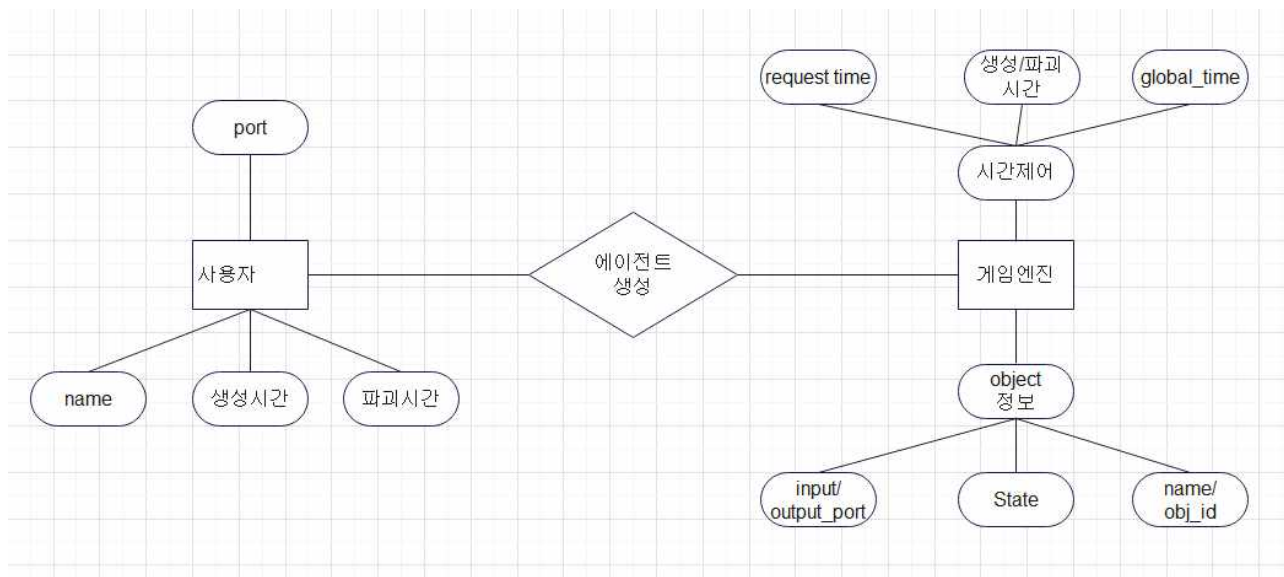 request time
생성/파괴
시간
global_time
port
시간제어
사용자
에이전트
생성
게임엔진
name
생성시간
파괴시간
object
정보
input/
output_port
State
name/
obj_id